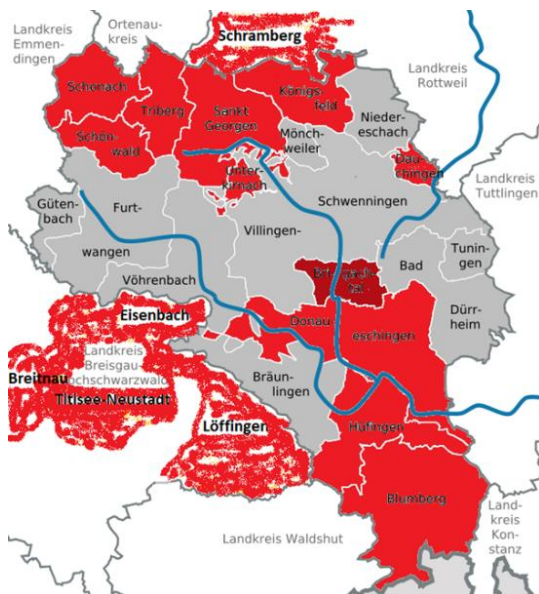 Landkreis
Emmen-
dingen
Ortenau-
kreis
Schramberg
Landkreis
Rottweil
Landkreis
Tuttlingen
Schonach
Triberg
Sankt
Georgen
Königs-
feld
Nieder-
eschach
Schön-
wald
Mönch-
weiler
Dau-
chingen
Unter-
kirnach
Schwenningen
Güten-
bach
Furt-
wangen
Villingen-
Vöhrenbach
Bri-
gach-
tal
Bad
Dürr-
heim
Tunin-
gen
Eisenbach
Donau
eschingen
Landkreis
Breisgau-
Hochschwarzwald
Breitnau
Titisee-Neustadt
Bräun-
lingen
Löffingen
Hüfingen
Blumberg
Landkreis Waldshut
Land-
kreis
Kon-
stanz